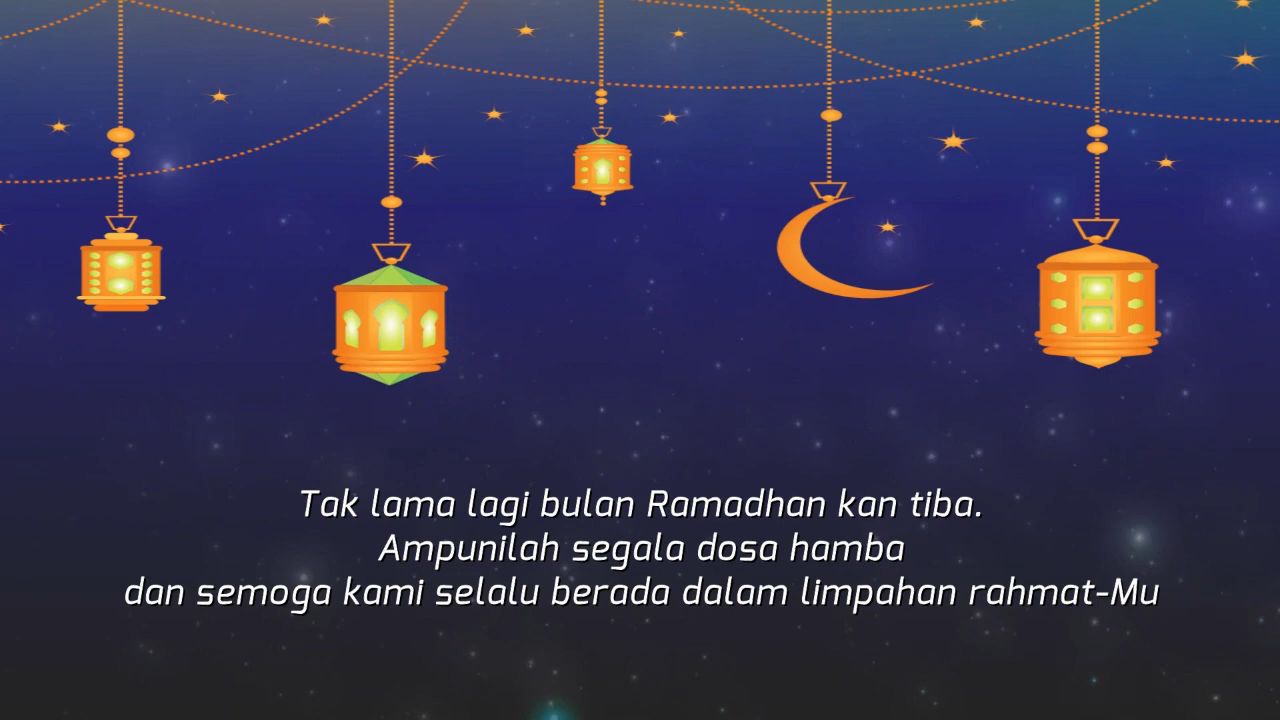 Tak lama lagi bulan Ramadhan kan tiba.
Ampunilah segala dosa hamba
dan semoga kami selalu berada dalam limpahan rahmat-Mu